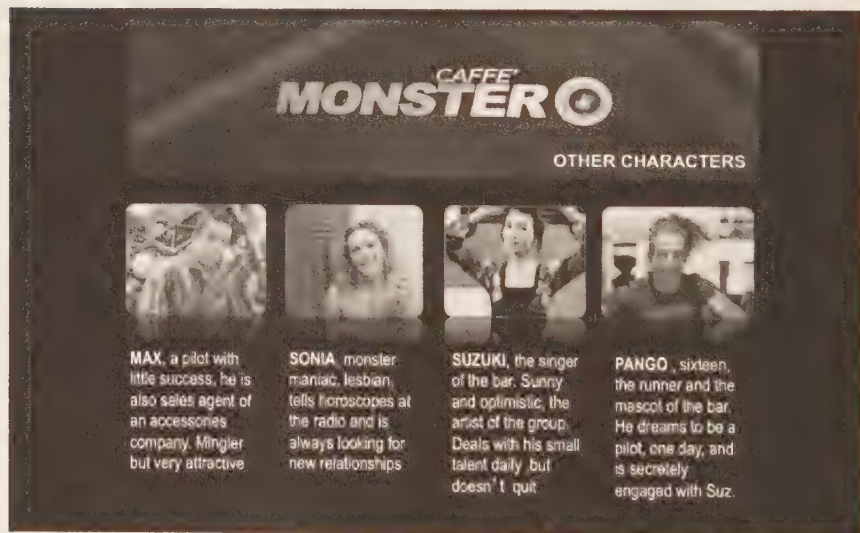 CAFFE'
MONSTER
OTHER CHARACTERS
MAX, a pilot with
little success, he is
also sales agent of
an accessories
company. Mingler
but very attractive
SONIA monster
maniac, lesbian,
tells horoscopes at
the radio and is
always looking for
new relationships
SUZUKI, the singer
of the bar. Sunny
and optimistic, the
artist of the group.
Deals with his small
talent daily but
doesn't quit
PANGO , sixteen,
the runner and the
mascot of the bar.
He dreams to be a
pilot, one day, and
is secretely
engaged with Suz.